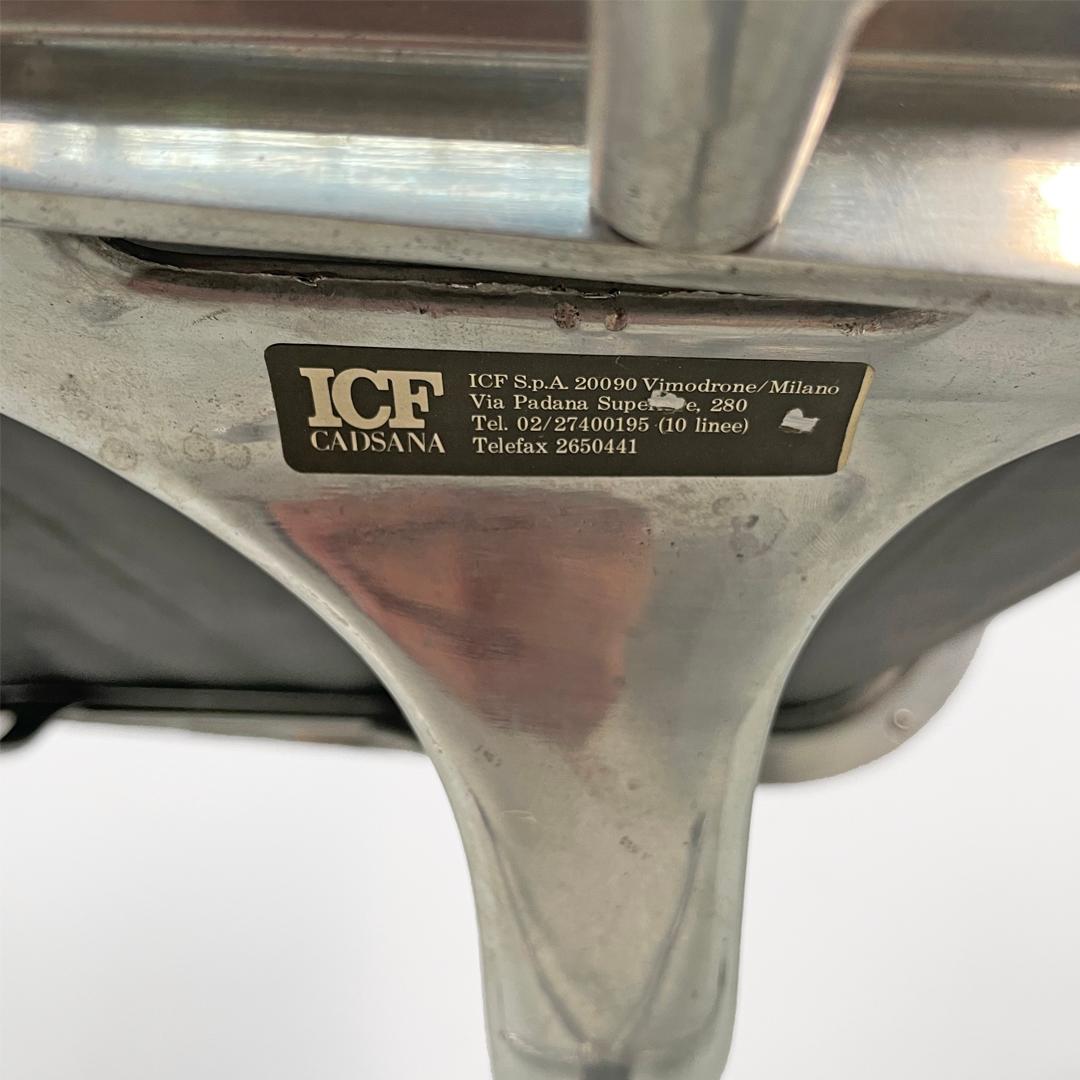 ICF
CADSANA
ICF S.p.A. 20090 Vimodrone/Milano
Via Padana 280
Tel. 02/27400195 (10 linee)
Telefax 2650441